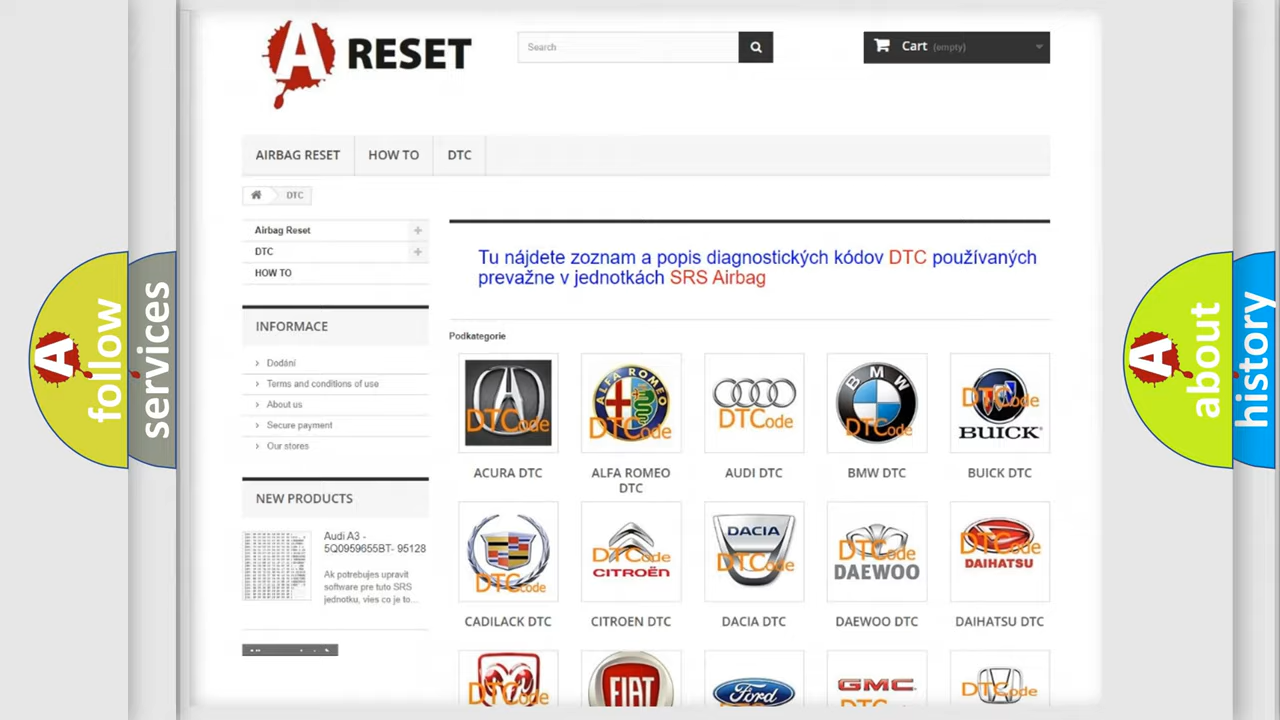 A RESET
Search
Cart (empty)
AIRBAG RESET
HOW TO
DTC
DTC
Airbag Reset
DTC
HOW TO
INFORMACE
Dodání
Terms and conditions of use
About us
Secure payment
Our stores
NEW PRODUCTS
Audi A3 -
5Q0959655BT- 95128
Ak potrebujes upravit
software pre tuto SRS
jednotku, vies co je to...
Tu nájdete zoznam a popis diagnostických kódov DTC používaných
prevažne v jednotkách SRS Airbag
Podkategorie
DTCode
ALFA ROMEO
DTCode
DTCode
BMW
DTCode
DTCode
BUICK
ACURA DTC
ALFA ROMEO
DTC
AUDI DTC
BMW DTC
BUICK DTC
DTCode
DTCode
CITROËN
DACIA
DTCode
DTCode
DAEWOO
DTCode
DAIHATSU
CADILACK DTC
CITROEN DTC
DACIA DTC
DAEWOO DTC
DAIHATSU DTC
DTCode
FIAT
Ford
GMC
DTCode
A follow
services
A about
history